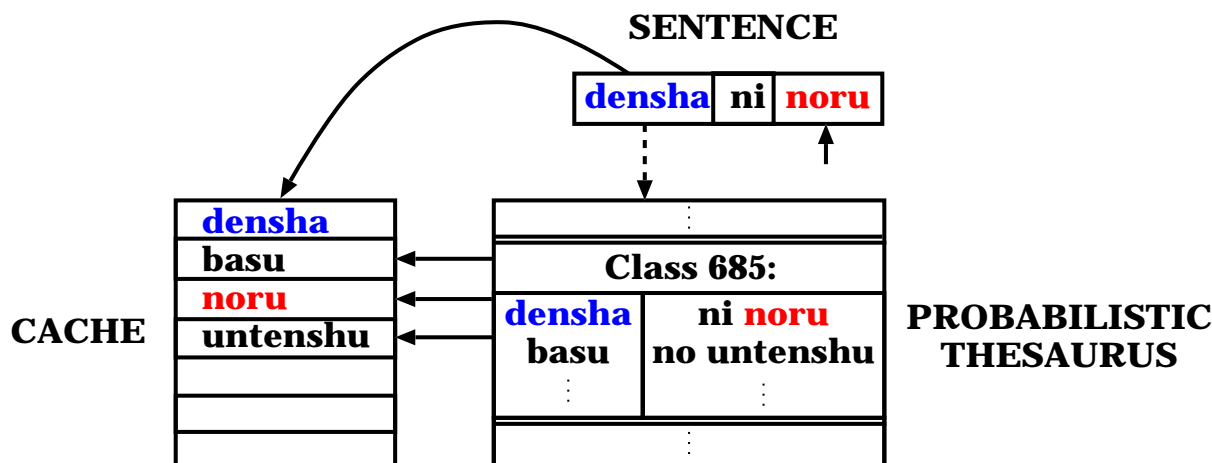 SENTENCE
densha ni noru
densha
basu
noru
untenshu
CACHE
⋮
Class 685:
densha ni noru
basu no untenshu
⋮ ⋮
⋮
PROBABILISTIC
THESAURUS